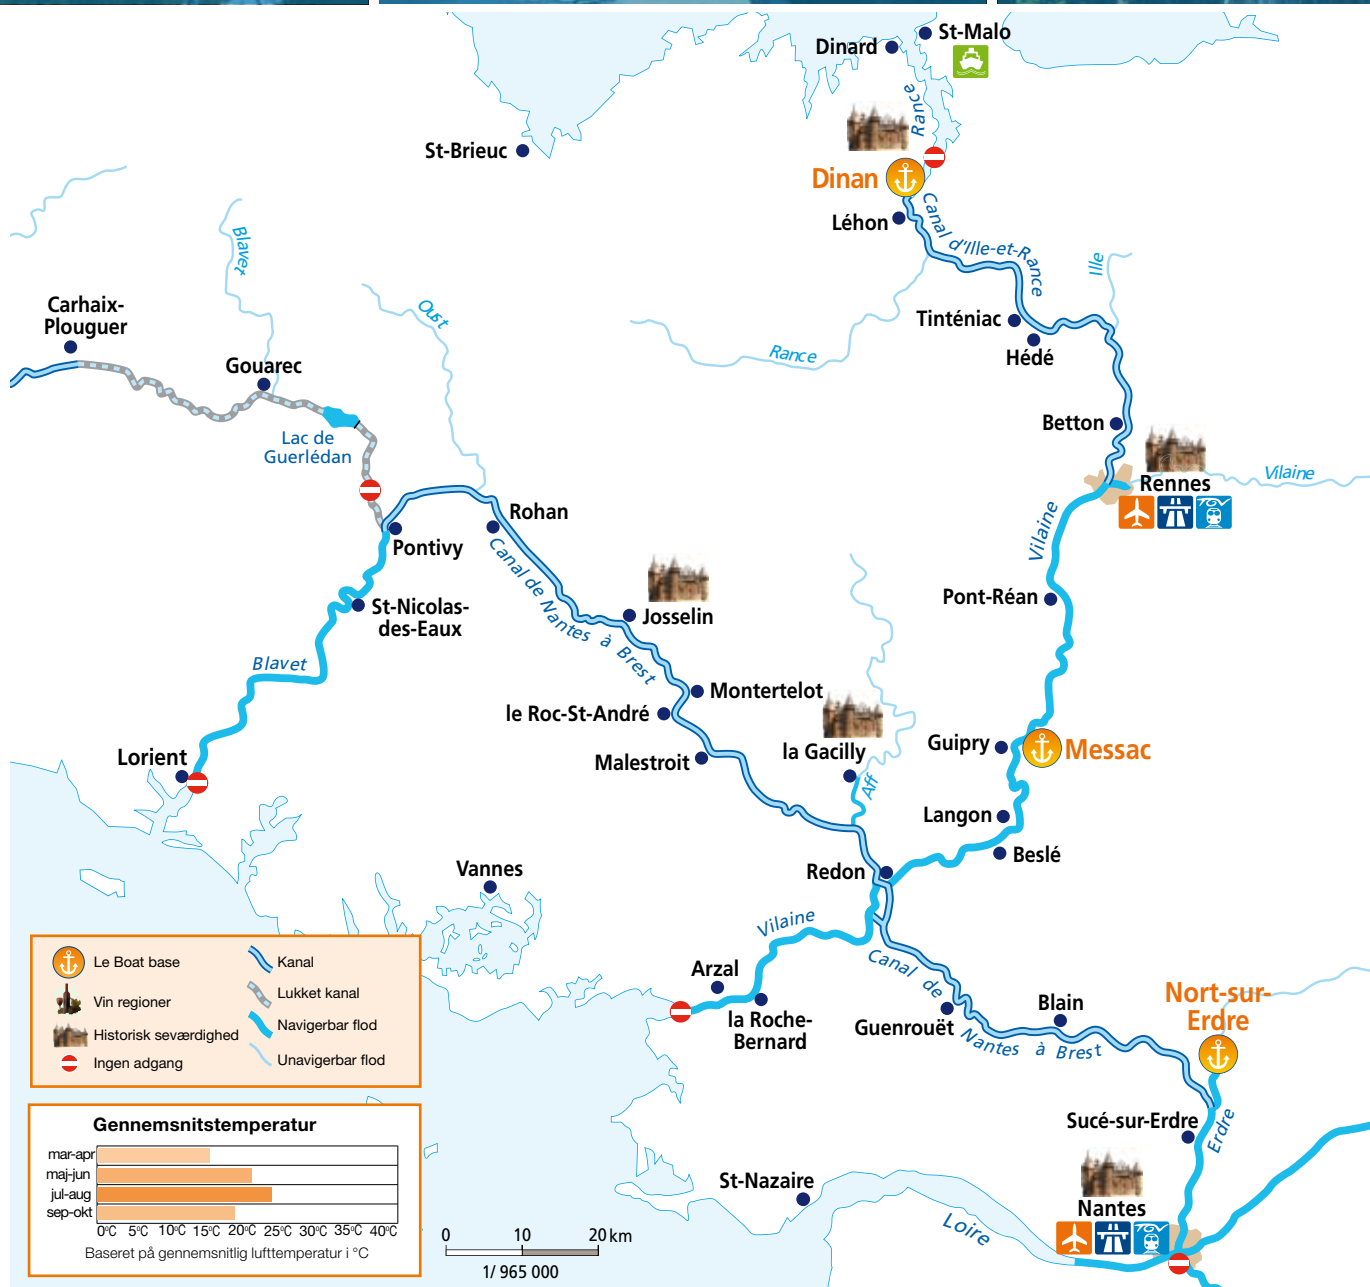 St-Malo
Dinard
Rance
St-Brieuc
Dinan
Léhon
Canal d'Ille-et-Rance
Blavet
Ille
Carhaix-
Plouguer
Oust
Tinténiac
Hédé
Rance
Gouarec
Betton
Lac de
Guerlédan
Rennes
Vilaine
TGV
Rohan
Pontivy
Vilaine
Canal de Nantes à Brest
St-Nicolas-
des-Eaux
Josselin
Pont-Réan
Blavet
Montertelot
le Roc-St-André
Malestroit
la Gacilly
Guipry
Messac
Lorient
Aff
Langon
Beslé
Vannes
Redon
Vilaine
Canal de
Nantes à Brest
Arzal
la Roche-
Bernard
Guenrouët
Blain
Nort-sur-
Erdre
Le Boat base
Kanal
Vin regioner
Lukket kanal
Historisk seværdighed
Navigerbar flod
Ingen adgang
Unavigerbar flod
Sucé-sur-Erdre
Erdre
Gennemsnitstemperatur
mar-apr
maj-jun
jul-aug
sep-okt
0°C 5°C 10°C 15°C 20°C 25°C 30°C 35°C 40°C
Baseret på gennemsnitlig lufttemperatur i °C
St-Nazaire
Nantes
TGV
Loire
0 10 20 km
1/ 965 000